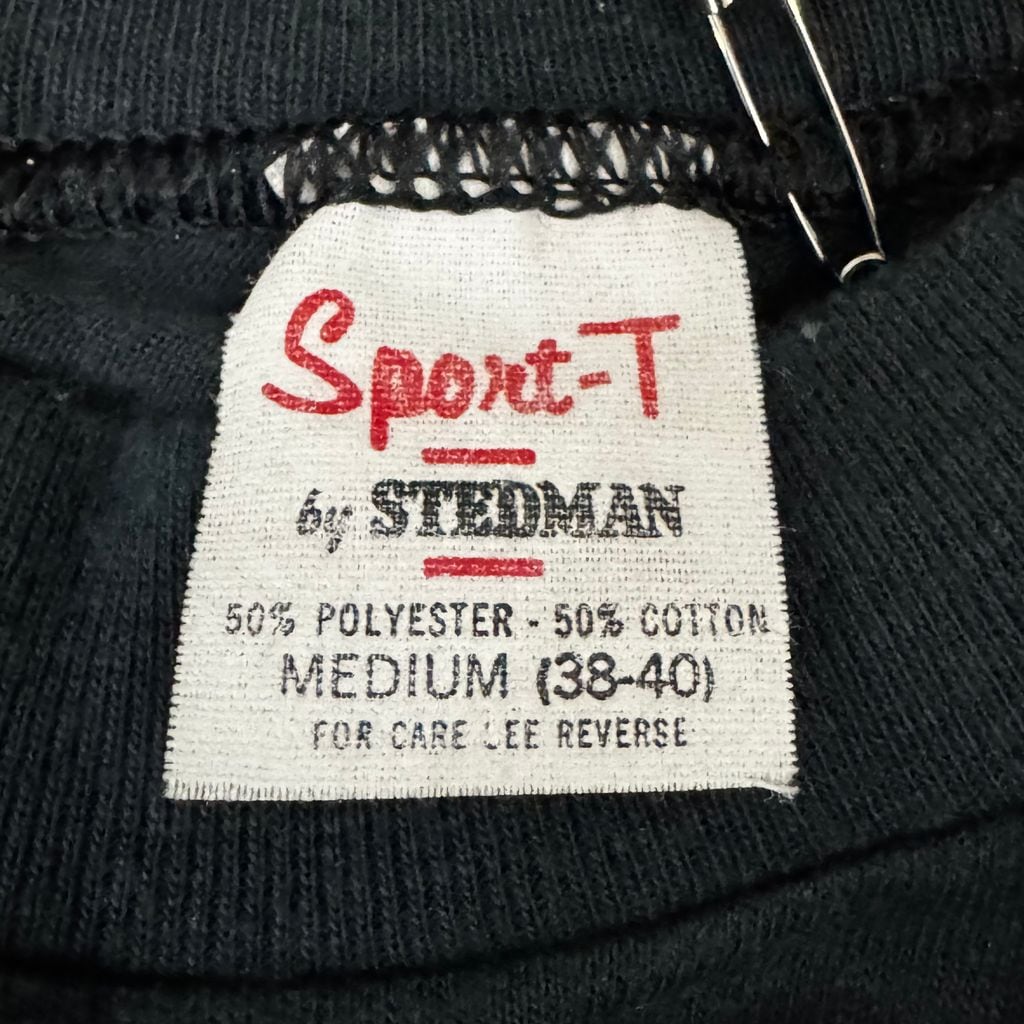 Sport-T
by STEDMAN
50% POLYESTER - 50% COTTON
MEDIUM (38-40)
FOR CARE SEE REVERSE